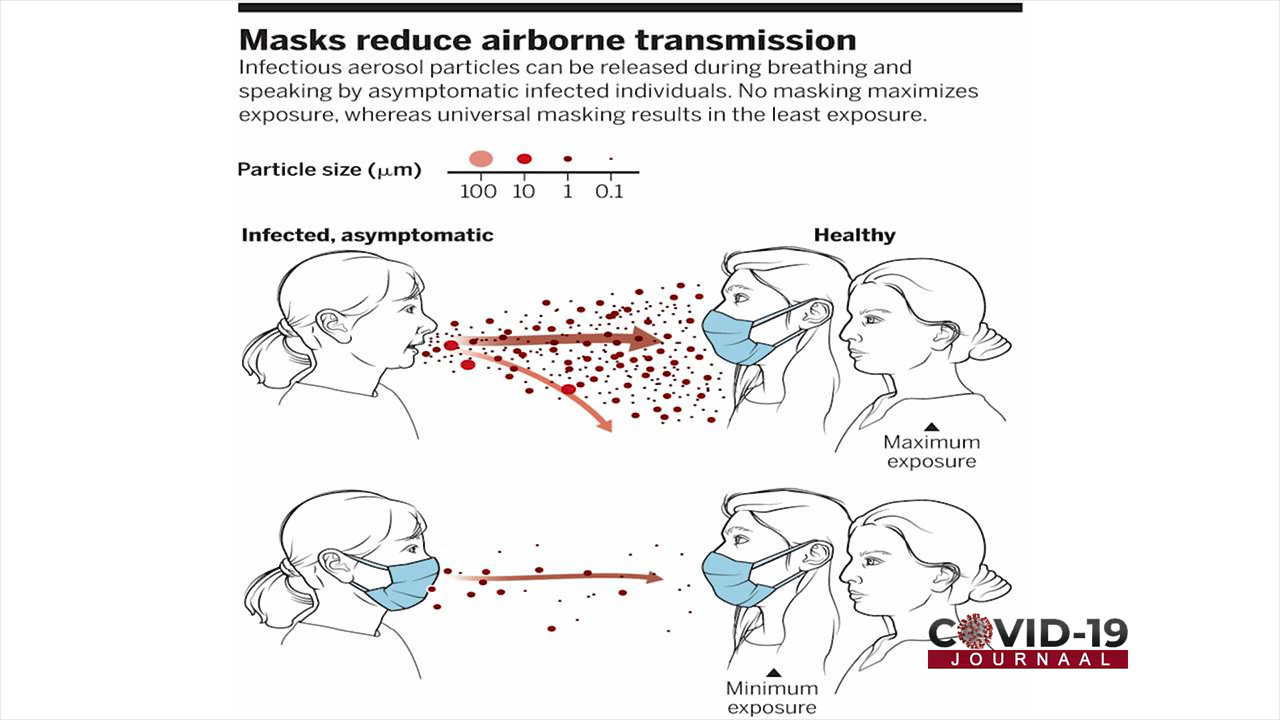 Masks reduce airborne transmission
Infectious aerosol particles can be released during breathing and
speaking by asymptomatic infected individuals. No masking maximizes
exposure, whereas universal masking results in the least exposure.
Particle size (μm)
100 10 1 0.1
Infected, asymptomatic
Healthy
Maximum
exposure
COVID-19
JOURNAAL
Minimum
exposure